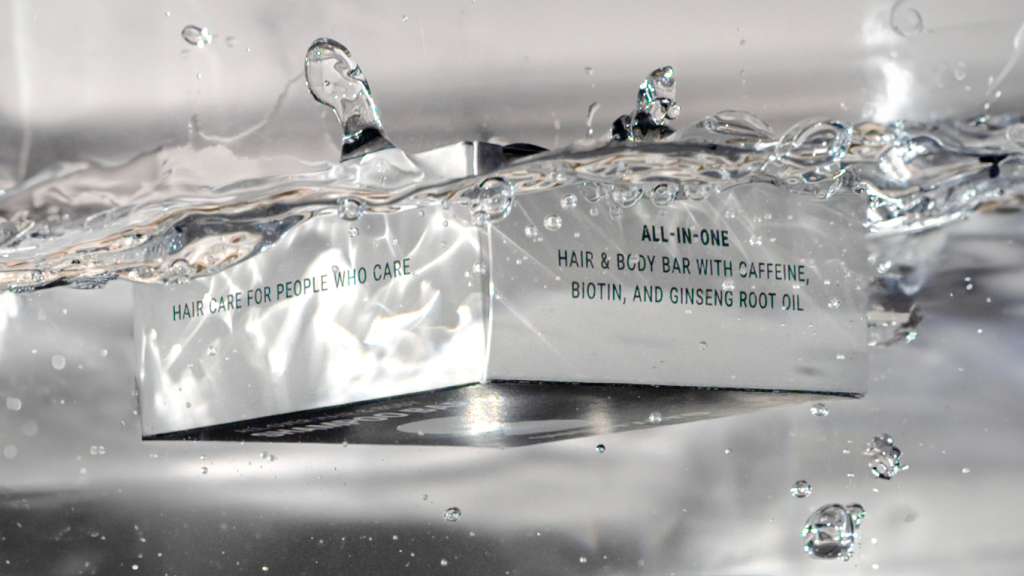 HAIR CARE FOR PEOPLE WHO CARE
ALL-IN-ONE
HAIR & BODY BAR WITH CAFFEINE,
BIOTIN, AND GINSENG ROOT OIL